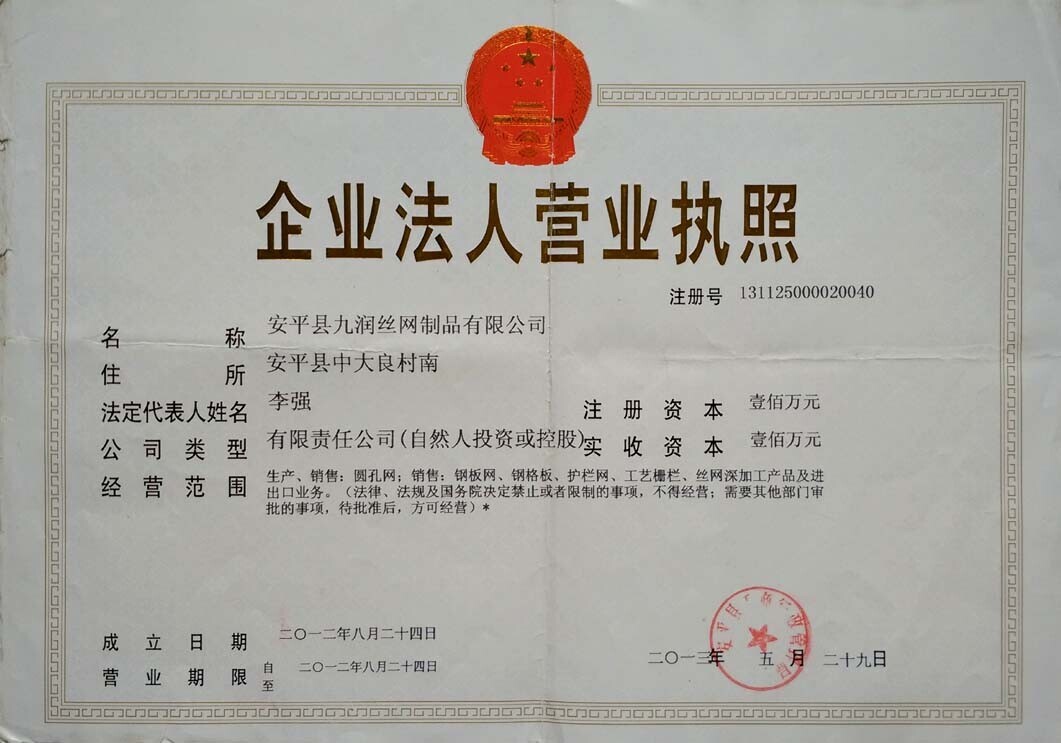 企业法人营业执照
注册号 131125000020040
名称 安平县九润丝网制品有限公司
住所 安平县中大良村南
法定代表人姓名 李强
注册资本 壹佰万元
公司类型 有限责任公司(自然人投资或控股)
实收资本 壹佰万元
经营范围 生产、销售：圆孔网；销售：钢板网、钢格板、护栏网、工艺栅栏、丝网深加工产品及进
出口业务。（法律、法规及国务院决定禁止或者限制的事项，不得经营；需要其他部门审
批的事项，待批准后，方可经营）*
成立日期 二〇一二年八月二十四日
营业期限 自 二〇一二年八月二十四日
至
二〇一三年 五 月 二十九日